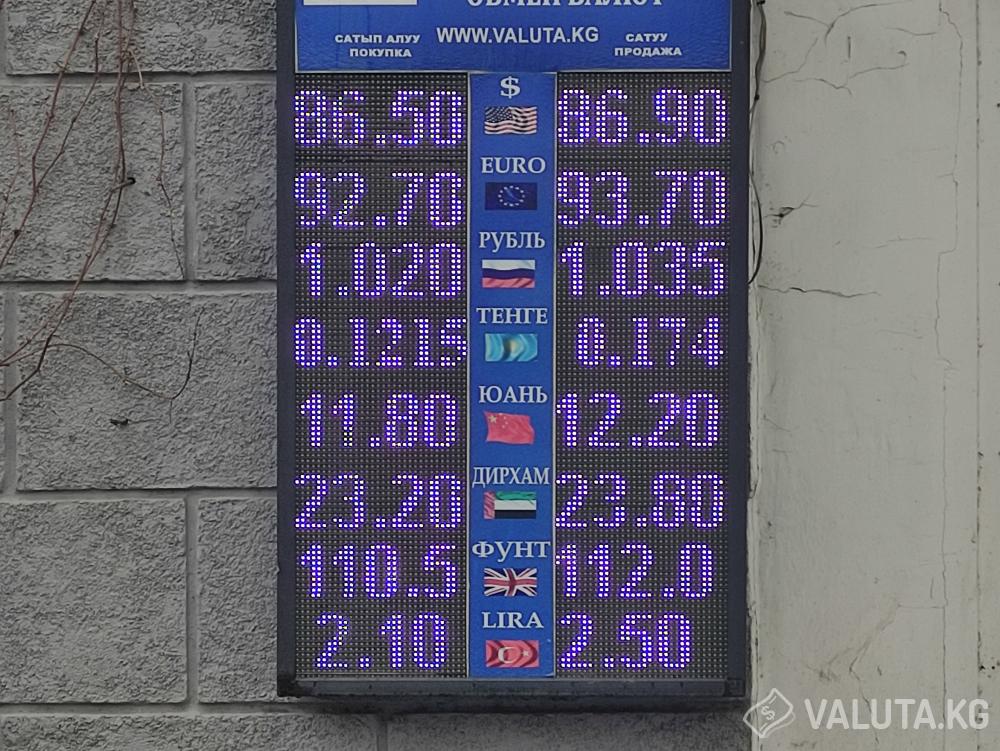 ОБМЕН ВАЛЮТ
САТЫП АЛУУ
ПОКУПКА
WWW.VALUTA.KG
САТУУ
ПРОДАЖА
86.50 $ 86.90
92.70 EURO 93.70
1.020 РУБЛЬ 1.035
0.1215 ТЕНГЕ 0.174
11.80 ЮАНЬ 12.20
23.20 ДИРХАМ 23.80
110.5 ФУНТ 112.0
2.10 LIRA 2.50
VALUTA.KG